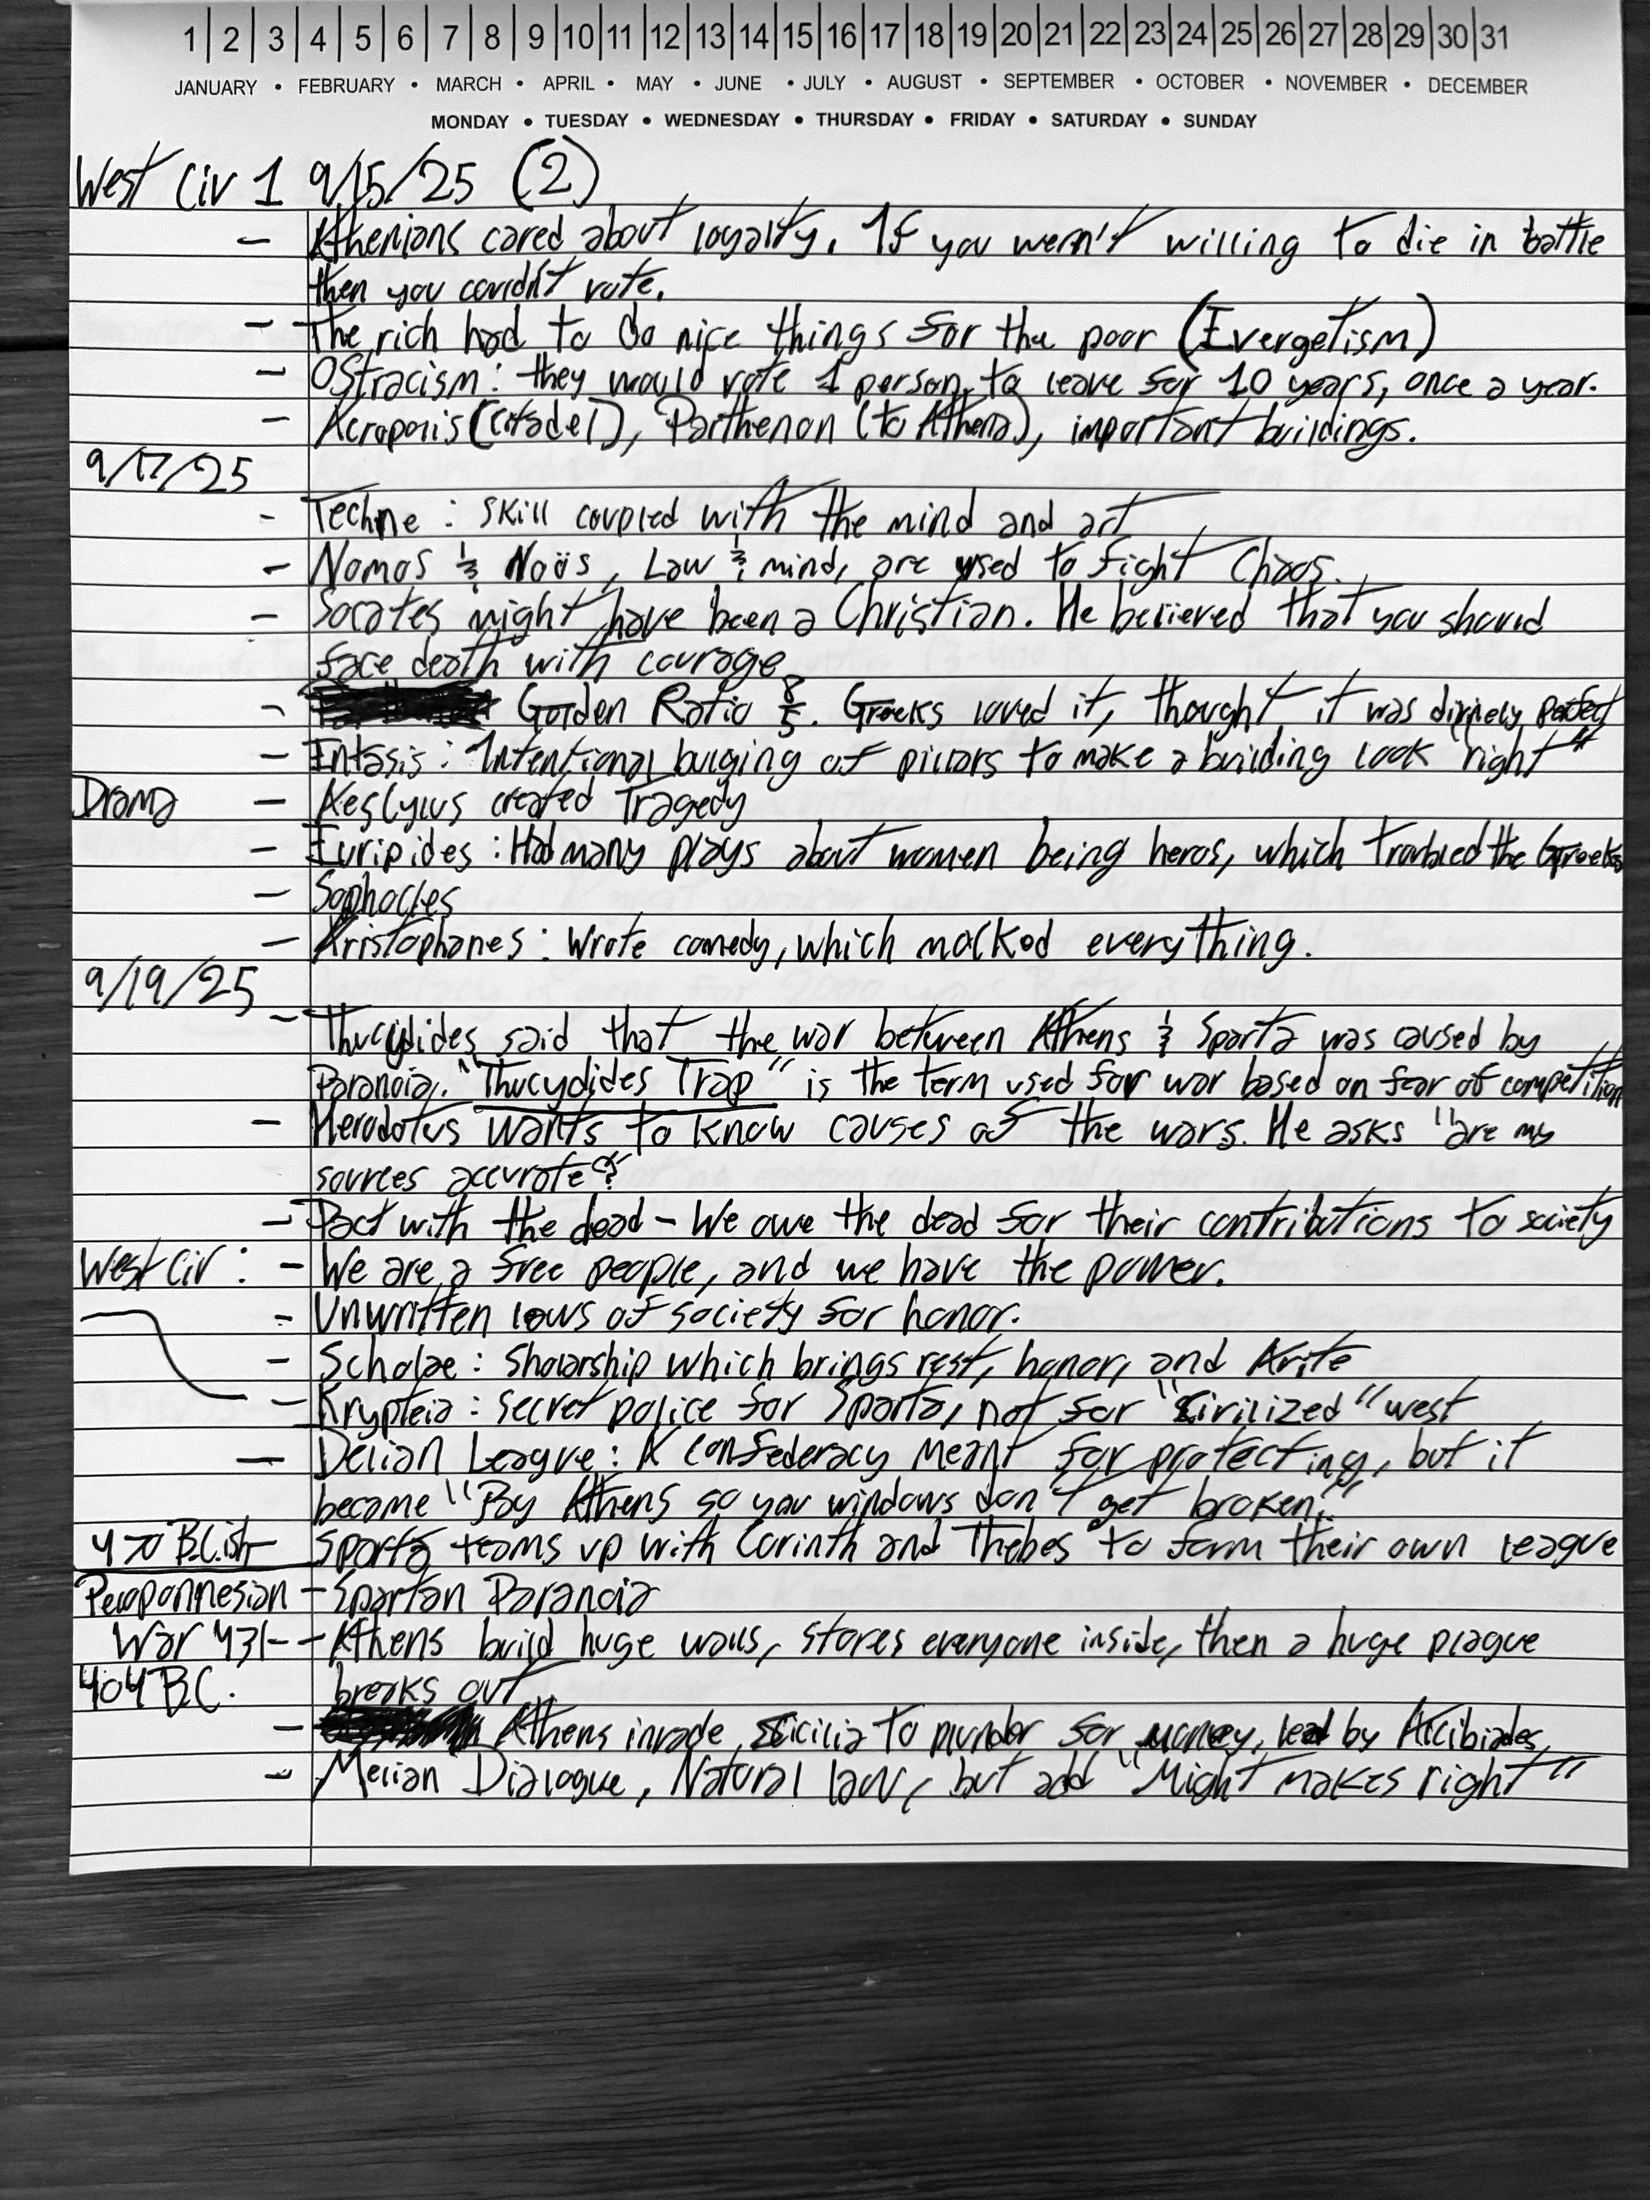 1 | 2 | 3 | 4 | 5 | 6 | 7 | 8 | 9 | 10 | 11 | 12 | 13 | 14 | 15 | 16 | 17 | 18 | 19 | 20 | 21 | 22 | 23 | 24 | 25 | 26 | 27 | 28 | 29 | 30 | 31
JANUARY • FEBRUARY • MARCH • APRIL • MAY • JUNE • JULY • AUGUST • SEPTEMBER • OCTOBER • NOVEMBER • DECEMBER
MONDAY • TUESDAY • WEDNESDAY • THURSDAY • FRIDAY • SATURDAY • SUNDAY
West Civ 1 9/15/25 (2)
- Athenians cared about loyalty. If you wern't willing to die in battle
then you couldn't vote.
- The rich had to do nice things for the poor (Evergetism)
- Ostracism: they would vote 1 person to leave for 10 years, once a year.
- Acropolis (Citadel), Parthenon (to Athena), important buildings.
9/17/25
- Techne: skill coupled with the mind and art
- Nomos & Noös, Law & mind, are used to fight Chaos.
- Socates might have been a Christian. He believed that you should
face death with courage
- Golden Ratio 8/5. Greeks loved it, thought it was divinely perfect
- Entasis: Intentional bulging of pillars to make a building look "right"
Drama - Aesclylus created Tragedy
- Euripides: Had many plays about women being heros, which troubled the Greeks
- Sophocles
- Aristophanes: Wrote comedy, which mocked everything.
9/19/25
- Thucydides said that the war between Athens & Sparta was caused by
Paranoia. "Thucydides Trap" is the term used for war based on fear of competition
- Herodotus wants to know causes of the wars. He asks "are my
sources accurate?"
- Pact with the dead - We owe the dead for their contributions to society
West Civ: - We are a free people, and we have the power.
- Unwritten laws of society for honor.
- Scholae: Sholarship which brings rest, honor, and Arite
- Krypteia: secret police for Sparta, not for "Civilized" west
- Delian League: A confederacy meant for protecting, but it
become "Pay Athens so your windows don't get broken."
470 B.C.ish- Sparta teams up with Corinth and Thebes to form their own league
Peloponnesian - Spartan Paranoia
War 431- - Athens build huge walls, stores everyone inside, then a huge plague
404 B.C. breaks out
- Athens invade Sicilia to plunder for money, lead by Alcibiades,
- Melian Dialogue, Natural law, but add "Might makes right"